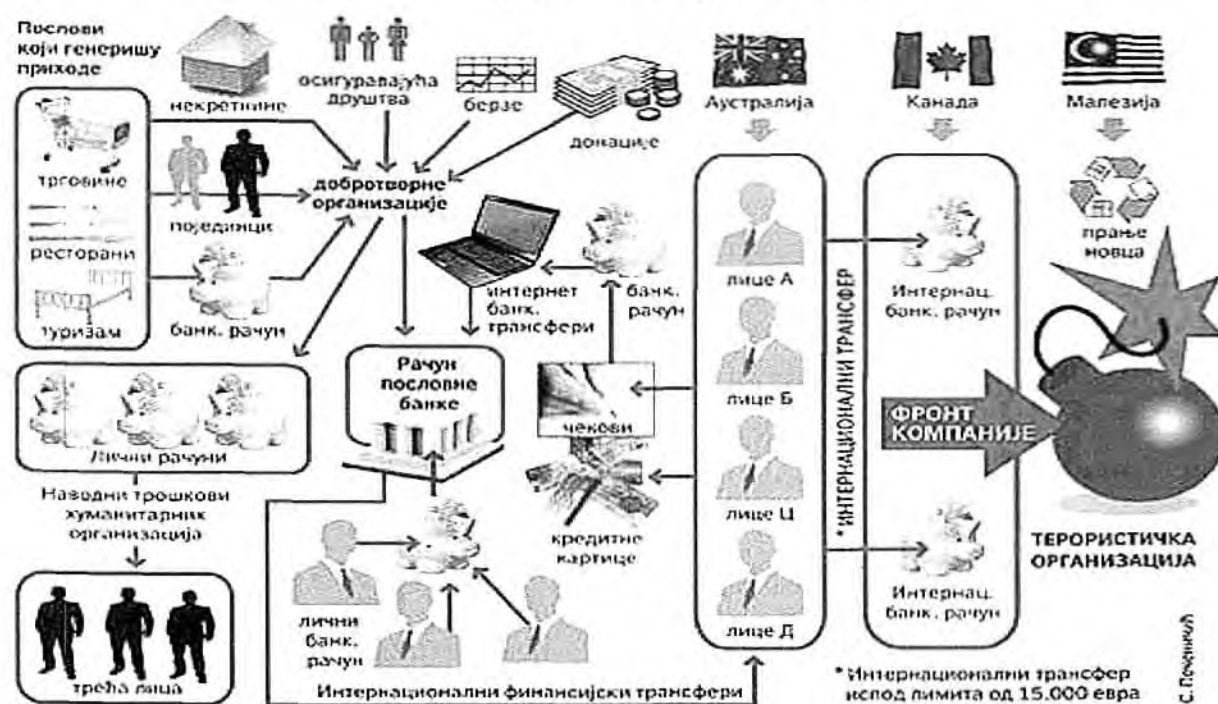 Послови
који генеришу
приходе
некретнине
осигуравајућа
друштва
берзе
донације
Аустралија
Канада
Малезија
трговине
ресторани
туризам
појединци
банк. рачун
добротворне
организације
интернет
банк.
трансфери
банк.
рачун
прање
новца
Лични рачуни
Наводни трошкови
хуманитарних
организација
трећа лица
Рачун
пословне
банке
чекови
кредитне
картице
лични
банк.
рачун
Интернационални финансијски трансфери
лице А
лице Б
лице Ц
лице Д
*ИНТЕРНАЦИОНАЛНИ ТРАНСФЕР
Интернац.
банк. рачун
ФРОНТ
КОМПАНИЈЕ
Интернац.
банк. рачун
ТЕРОРИСТИЧКА
ОРГАНИЗАЦИЈА
* Интернационални трансфер
испод лимита од 15.000 евра